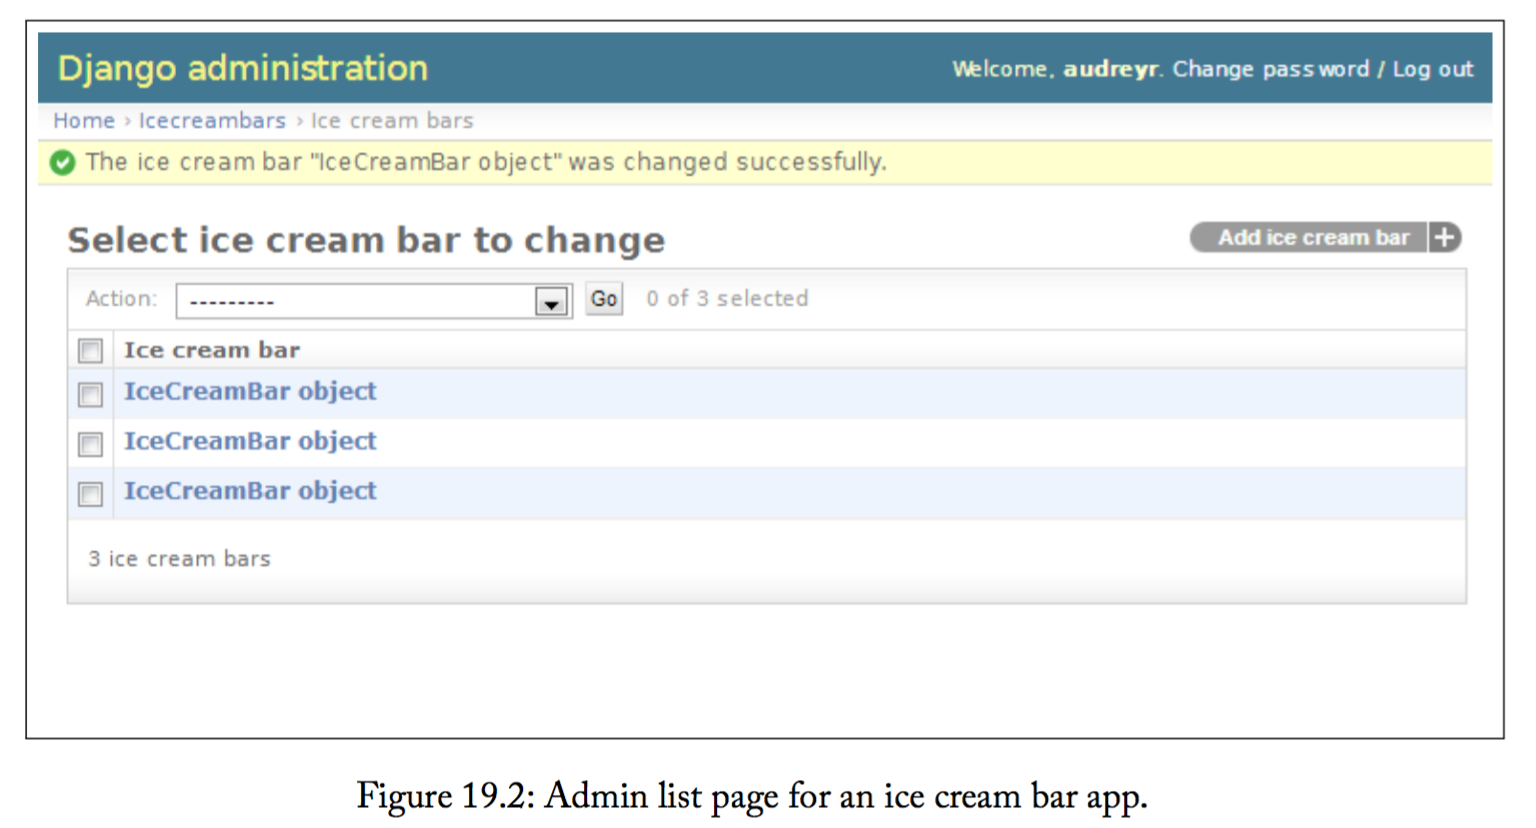 Django administration
Welcome, audreyr. Change password / Log out
Home › Icecreambars › Ice cream bars
The ice cream bar "IceCreamBar object" was changed successfully.
Select ice cream bar to change
Add ice cream bar +
Action: --------- Go 0 of 3 selected
Ice cream bar
IceCreamBar object
IceCreamBar object
IceCreamBar object
3 ice cream bars
Figure 19.2: Admin list page for an ice cream bar app.